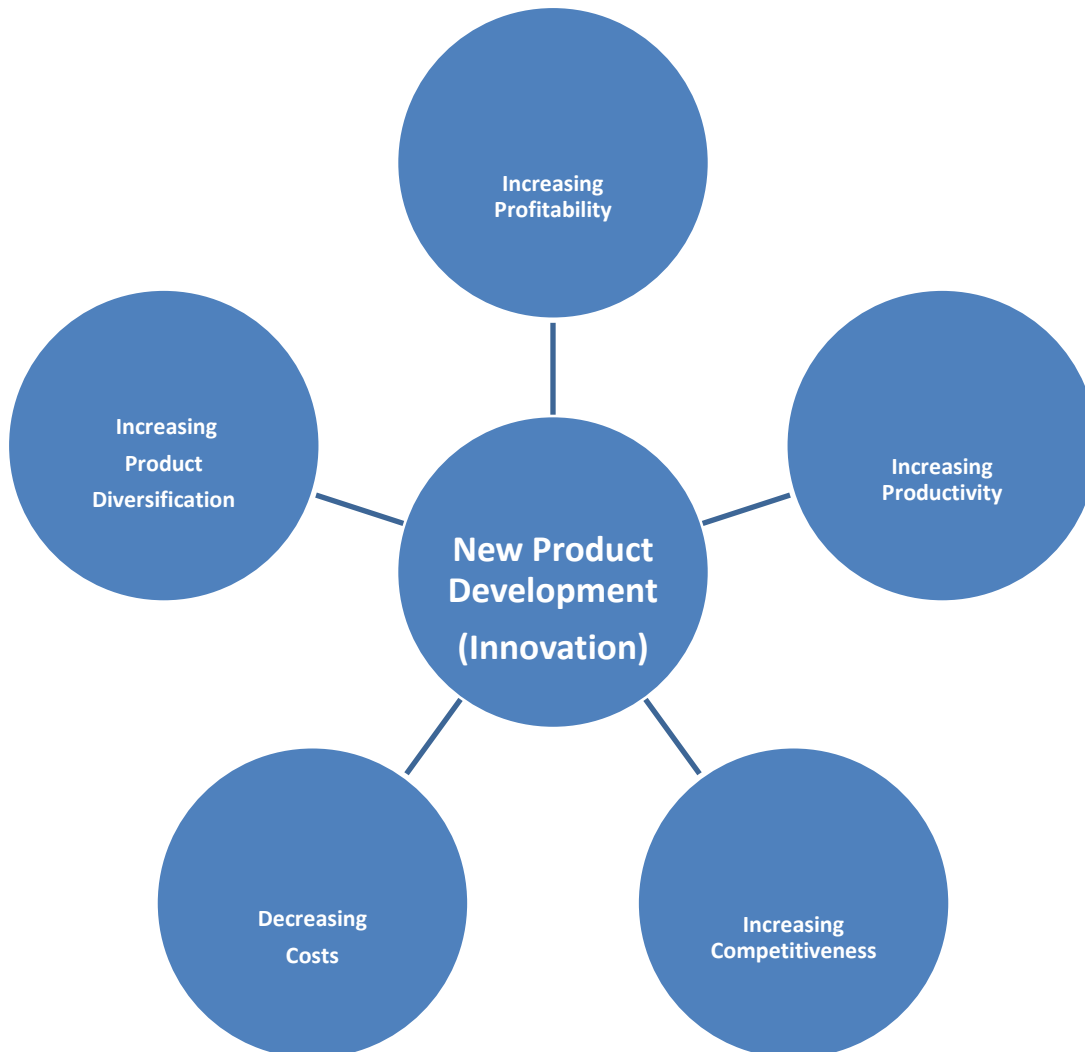 Increasing
Profitability
Increasing
Product
Diversification
Increasing
Productivity
New Product
Development
(Innovation)
Decreasing
Costs
Increasing
Competitiveness